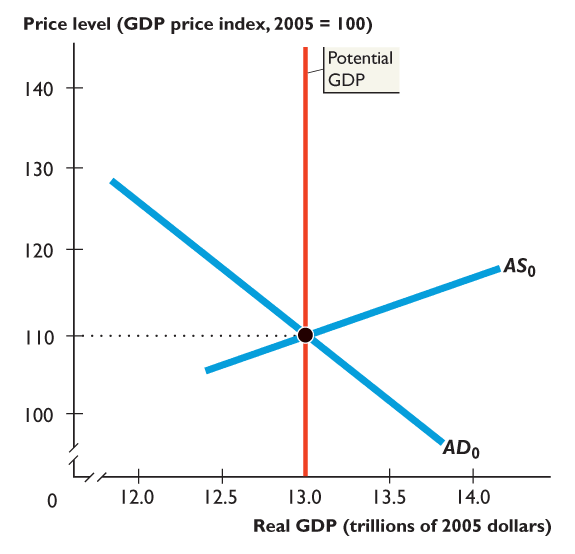 Price level (GDP price index, 2005 = 100)
Potential
GDP
140
130
120
110
100
0
AS0
AD0
12.0 12.5 13.0 13.5 14.0
Real GDP (trillions of 2005 dollars)